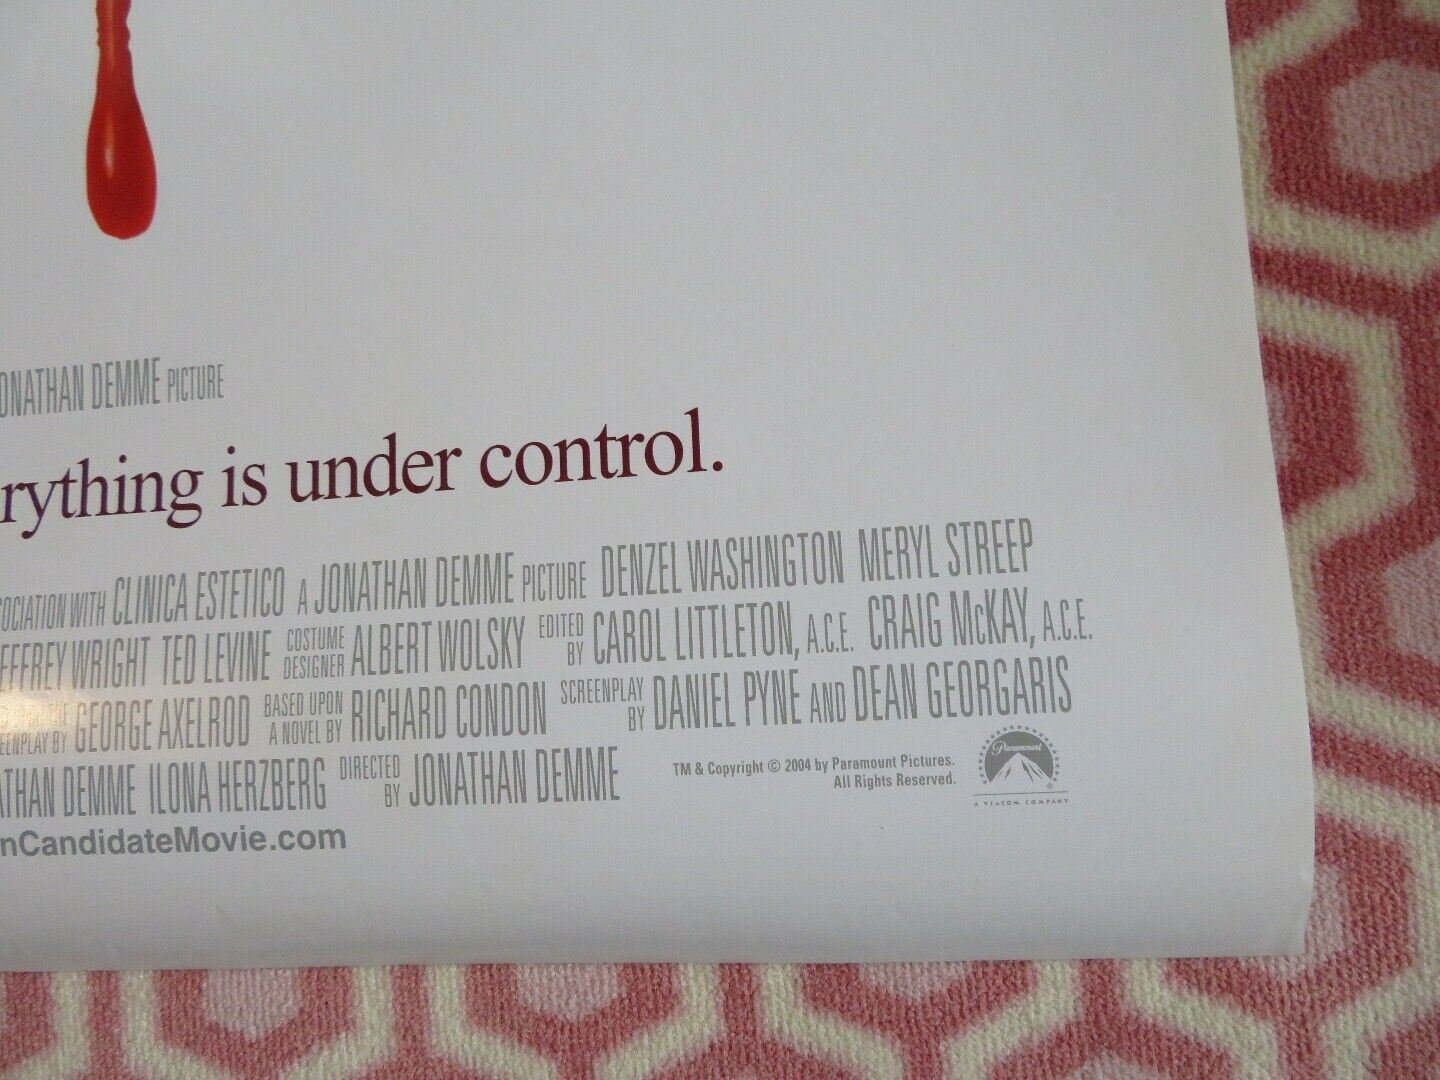 ONATHAN DEMME PICTURE
rything is under control.
OCIATION WITH CLINICA ESTETICO A JONATHAN DEMME PICTURE DENZEL WASHINGTON MERYL STREEP
EFFREY WRIGHT TED LEVINE COSTUME DESIGNER ALBERT WOLSKY EDITED BY CAROL LITTLETON, A.C.E. CRAIG McKAY, A.C.E.
EENPLAY BY GEORGE AXELROD BASED UPON A NOVEL BY RICHARD CONDON SCREENPLAY BY DANIEL PYNE AND DEAN GEORGARIS
ATHAN DEMME ILONA HERZBERG DIRECTED BY JONATHAN DEMME
TM & Copyright © 2004 by Paramount Pictures.
All Rights Reserved.
Paramount
A VIACOM COMPANY
nCandidateMovie.com